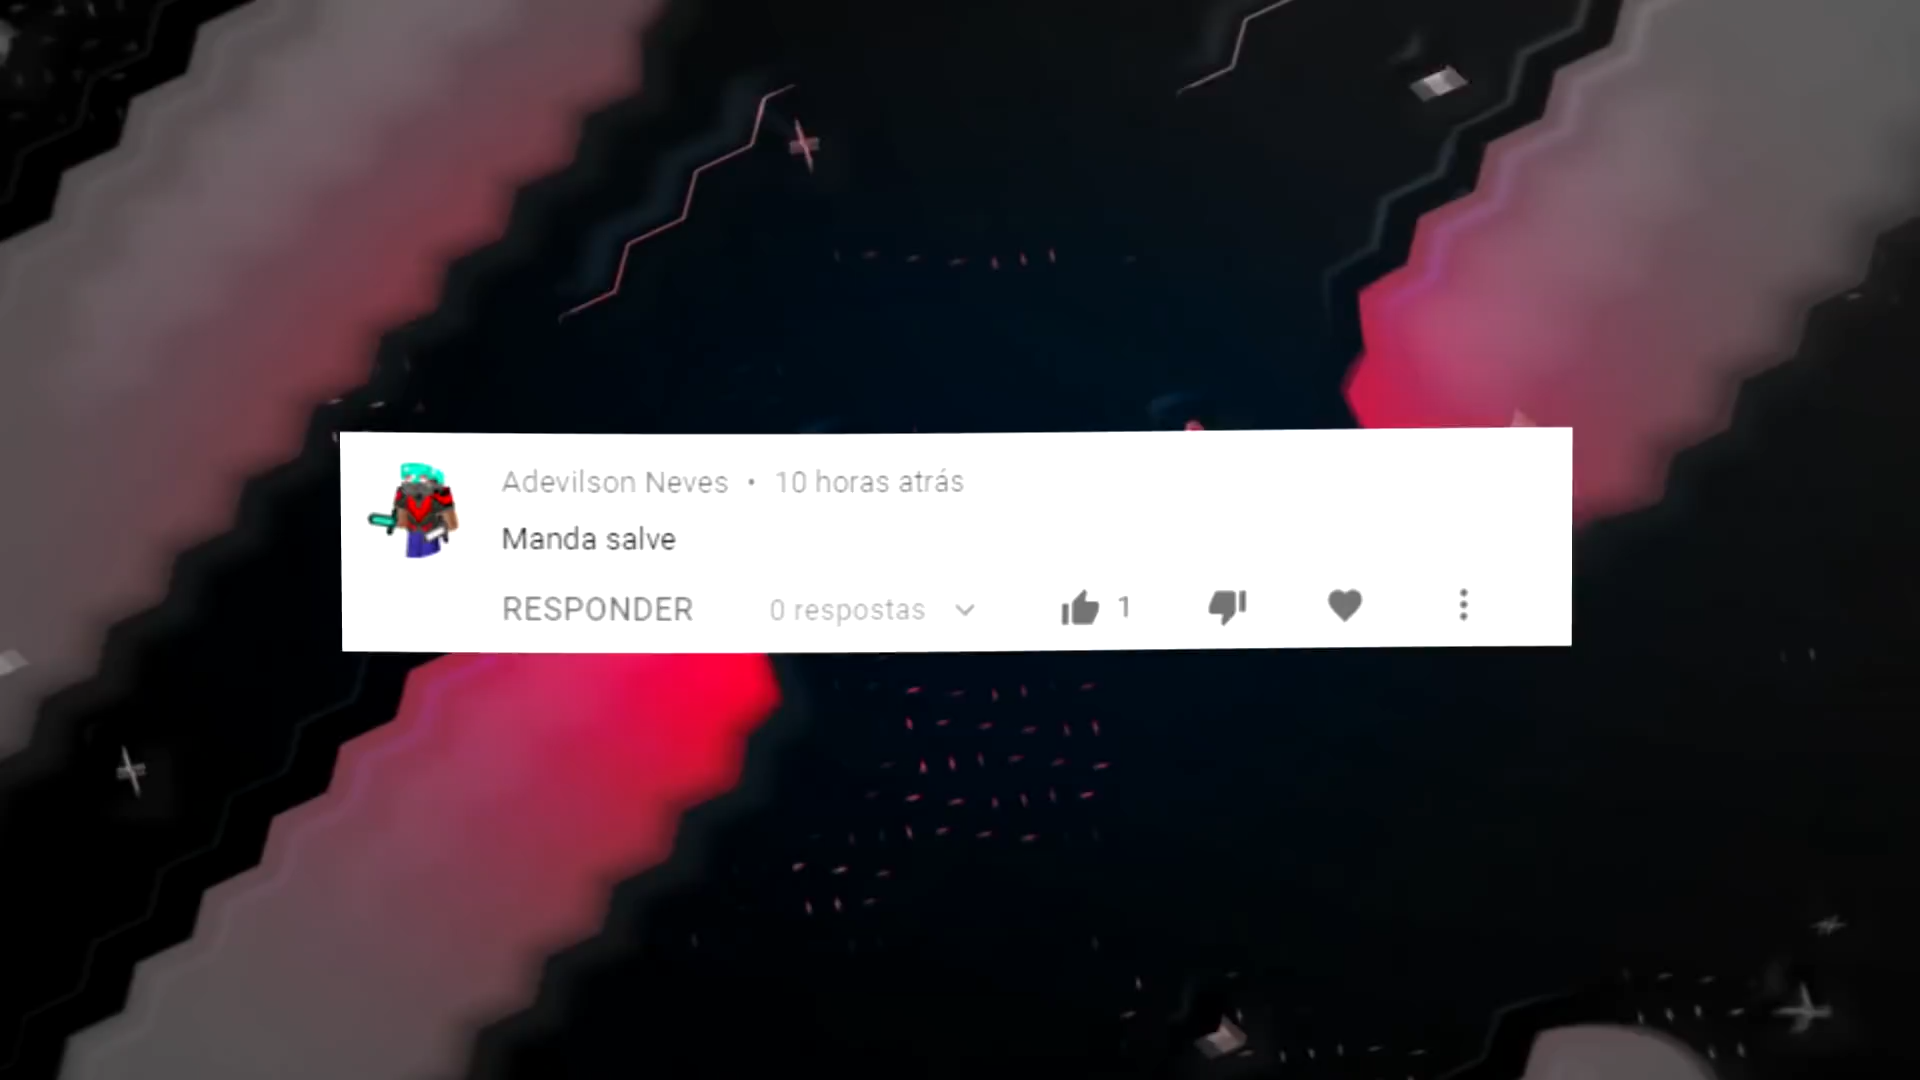 Adevilson Neves • 10 horas atrás
Manda salve
RESPONDER 0 respostas 1